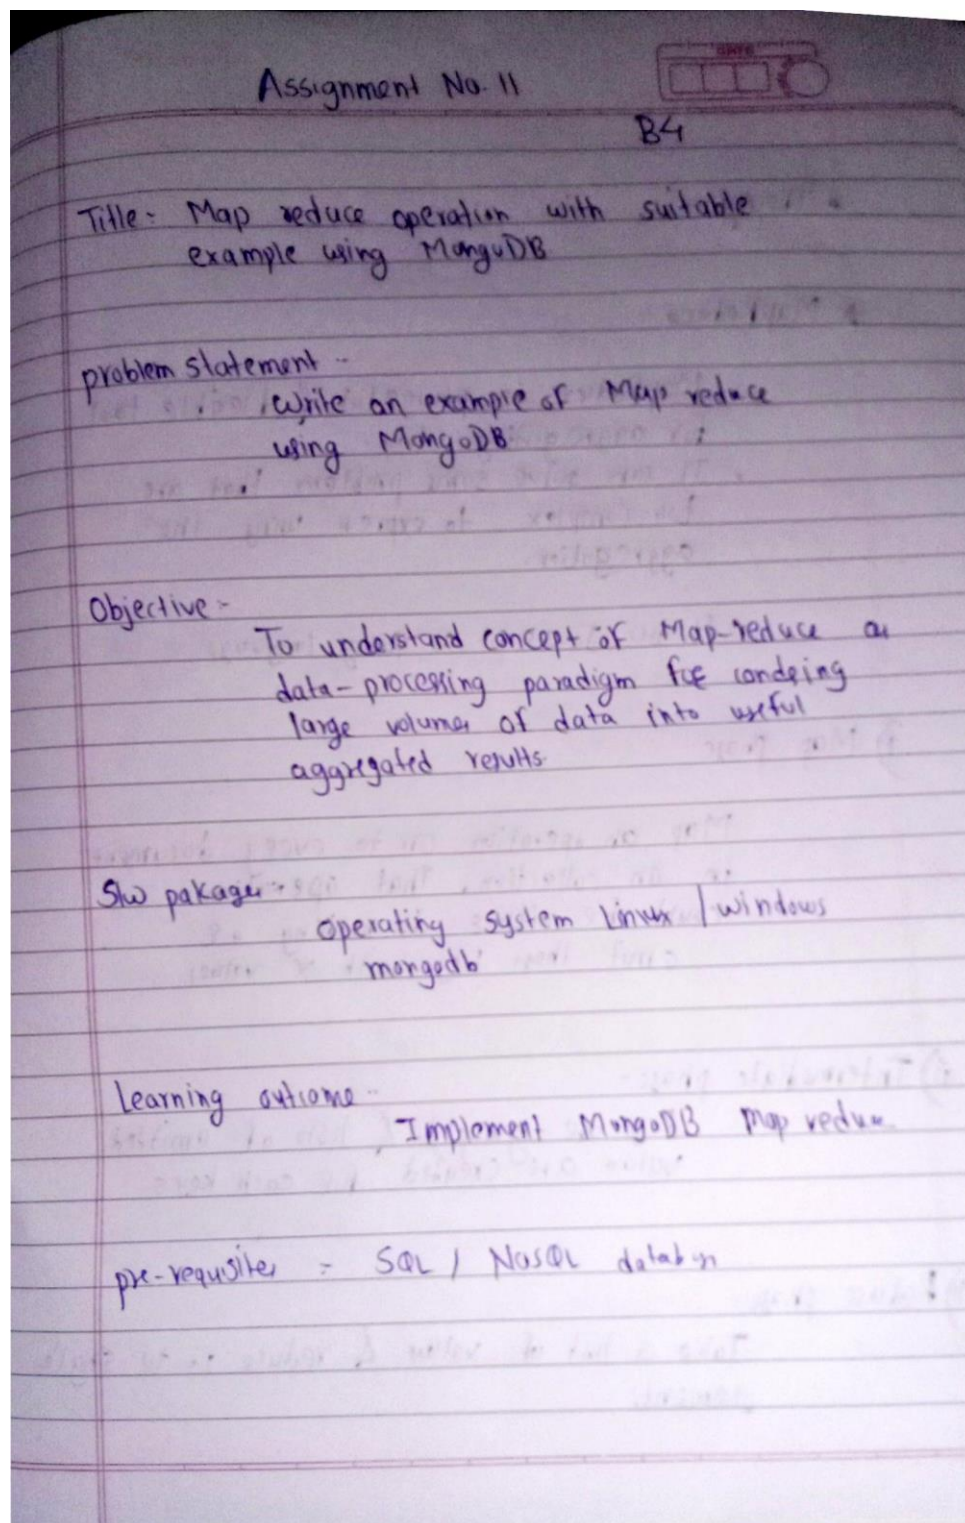 DATE
Assignment No. 11
B4
Title:- Map reduce operation with suitable
example using MongoDB
problem statement --
Write an example of Map reduce
using MongoDB
Objective -
To understand concept of Map-reduce as
data-processing paradigm for
large volumes of data into useful
aggregated results
S/w pakages -
Operating System Linux / windows
mongodb
Learning outcome --
Implement MongoDB Map reduce
pre-requisites - SQL / NoSQL